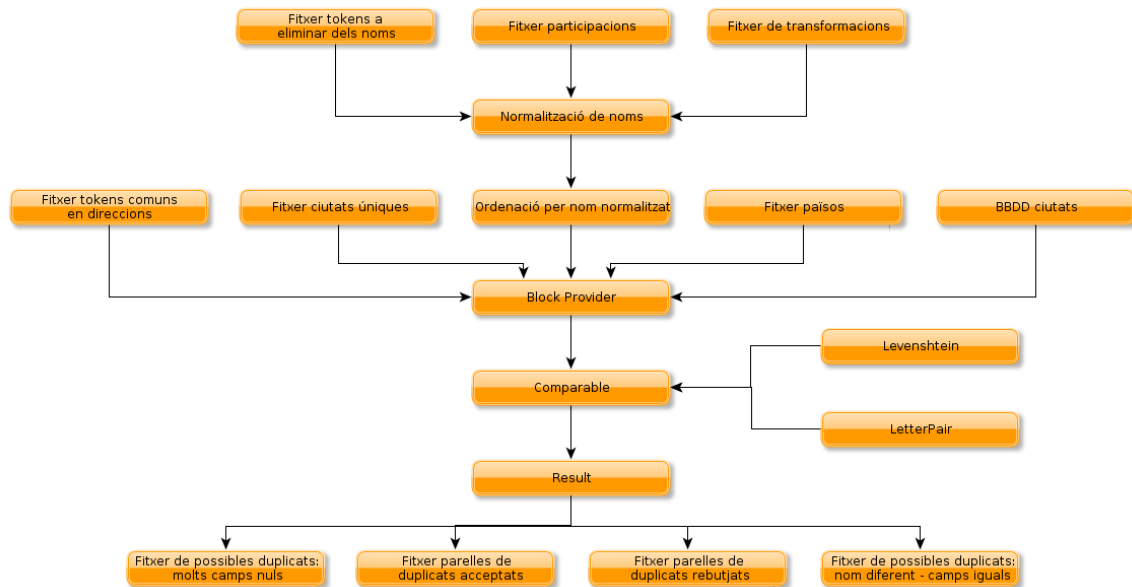 Fitxer tokens a
eliminar dels noms
Fitxer participacions
Fitxer de transformacions
Normalització de noms
Fitxer tokens comuns
en direccions
Fitxer ciutats úniques
Ordenació per nom normalitzat
Fitxer països
BBDD ciutats
Block Provider
Levenshtein
Comparable
LetterPair
Result
Fitxer de possibles duplicats:
molts camps nuls
Fitxer parelles de
duplicats acceptats
Fitxer parelles de
duplicats rebutjats
Fitxer de possibles duplicats:
nom diferent - camps iguals